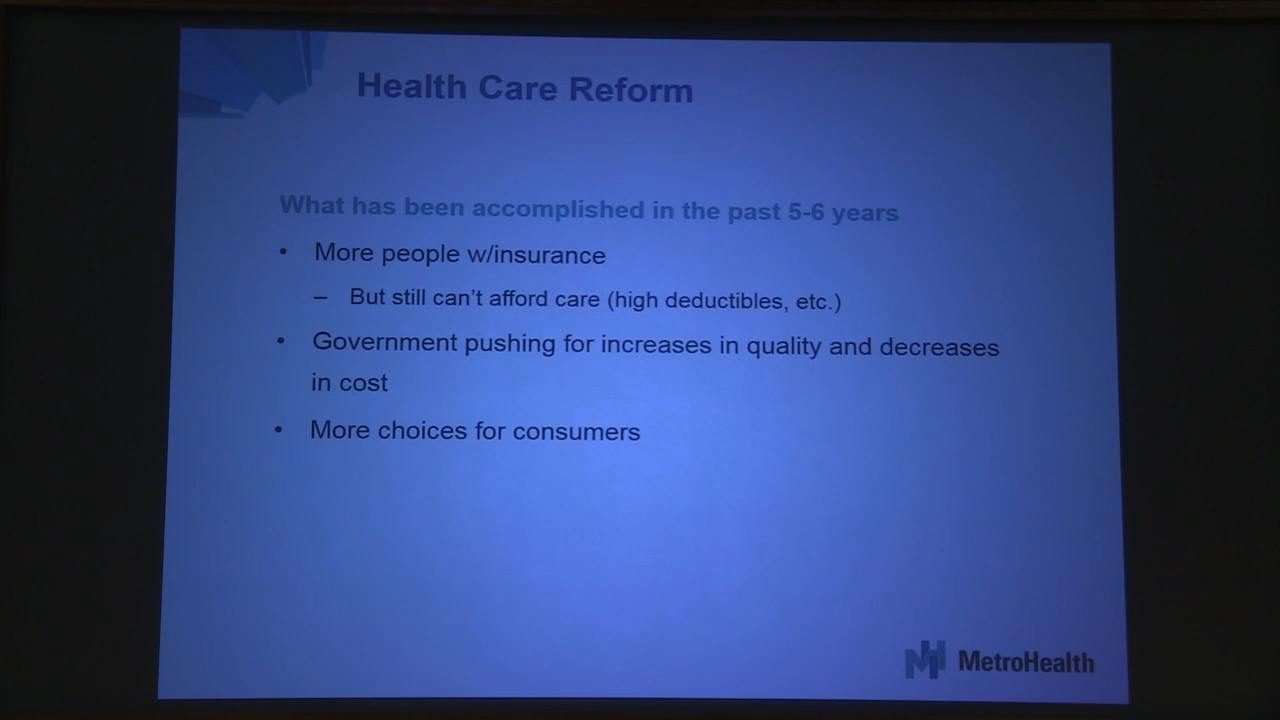 Health Care Reform
What has been accomplished in the past 5-6 years
• More people w/insurance
– But still can't afford care (high deductibles, etc.)
• Government pushing for increases in quality and decreases
in cost
• More choices for consumers
MetroHealth